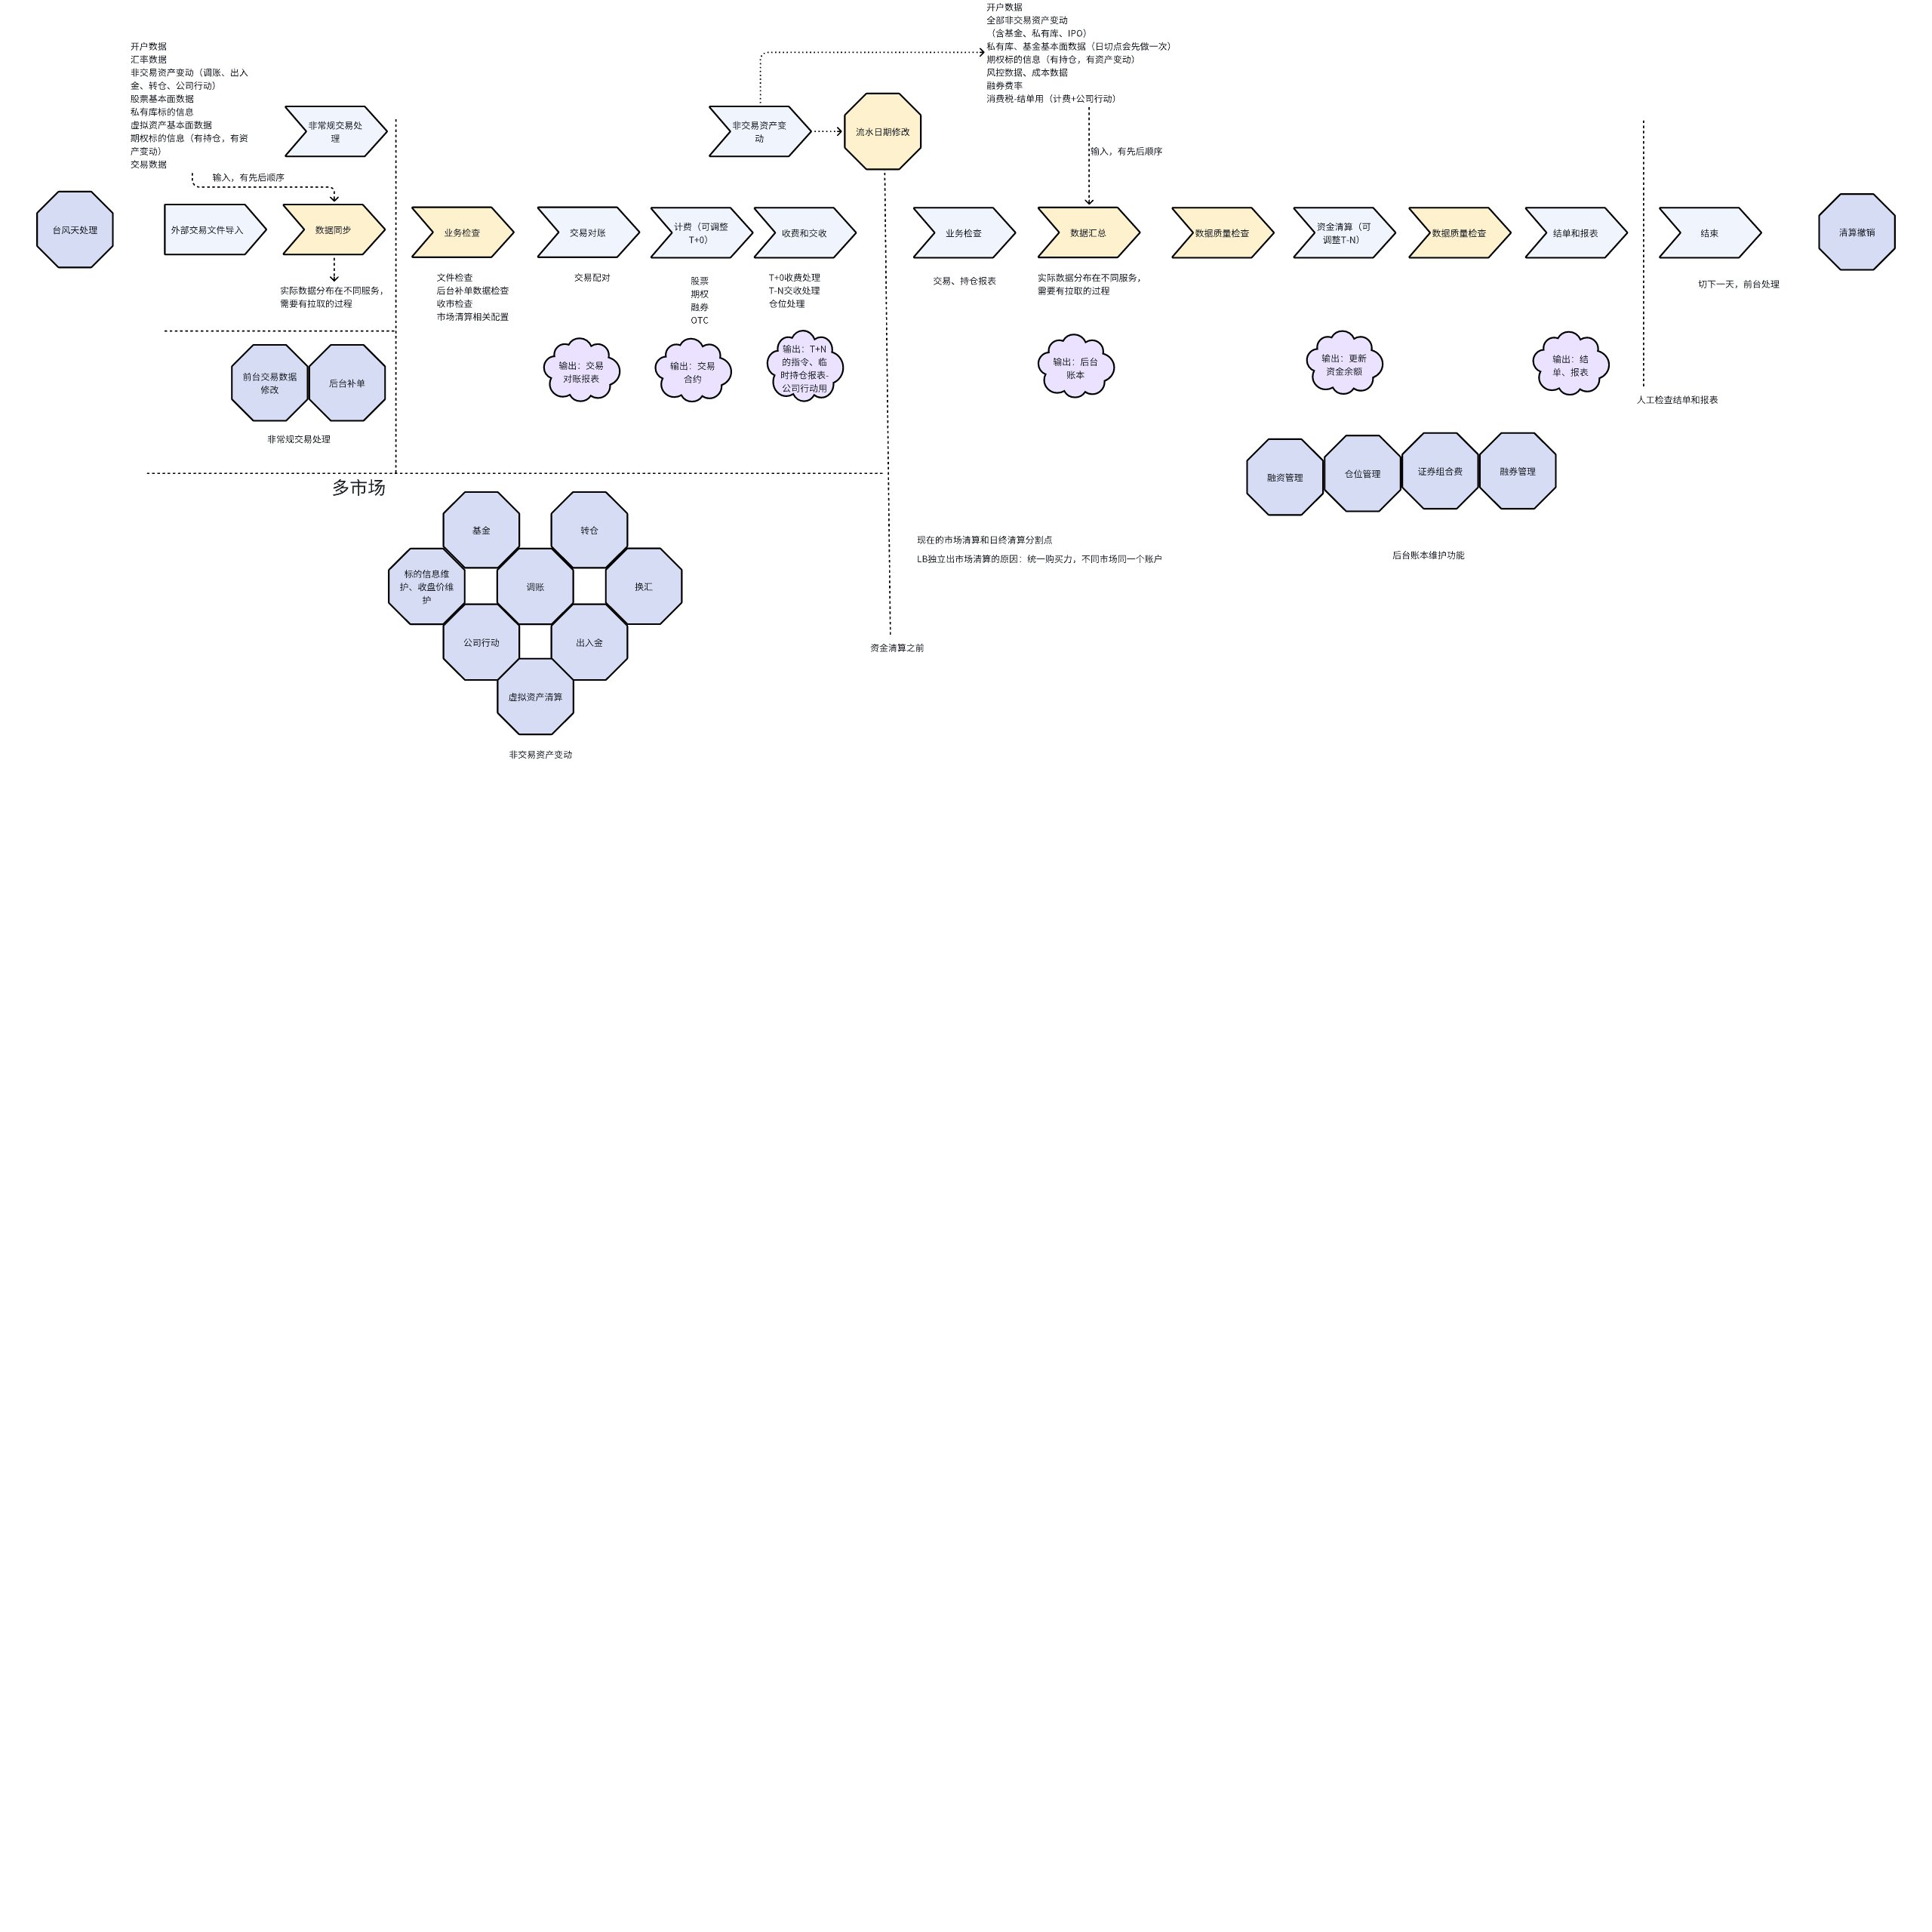 开户数据
汇率数据
非交易资产变动（调账、出入
金、转仓、公司行动）
股票基本面数据
私有库标的信息
虚拟资产基本面数据
期权标的信息（有持仓，有资
产变动）
交易数据
输入，有先后顺序
非常规交易处
理
非交易资产变
动
流水日期修改
开户数据
全部非交易资产变动
（含基金、私有库、IPO）
私有库、基金基本面数据（日切点会先做一次）
期权标的信息（有持仓，有资产变动）
风控数据、成本数据
融券费率
消费税-结单用（计费+公司行动）
输入，有先后顺序
台风天处理
外部交易文件导入
数据同步
业务检查
交易对账
计费（可调整
T+0）
收费和交收
业务检查
数据汇总
数据质量检查
资金清算（可
调整T-N）
数据质量检查
结单和报表
结束
清算撤销
实际数据分布在不同服务，
需要有拉取的过程
文件检查
后台补单数据检查
收市检查
市场清算相关配置
交易配对
股票
期权
融券
OTC
T+0收费处理
T-N交收处理
仓位处理
交易、持仓报表
实际数据分布在不同服务，
需要有拉取的过程
切下一天，前台处理
前台交易数据
修改
后台补单
非常规交易处理
输出：交易
对账报表
输出：交易
合约
输出：T+N
的指令、临
时持仓报表-
公司行动用
输出：后台
账本
输出：更新
资金余额
输出：结
单、报表
人工检查结单和报表
多市场
基金
转仓
标的信息维
护、收盘价维
护
调账
换汇
公司行动
出入金
虚拟资产清算
非交易资产变动
现在的市场清算和日终清算分割点
LB独立出市场清算的原因：统一购买力，不同市场同一个账户
资金清算之前
融资管理
仓位管理
证券组合费
融券管理
后台账本维护功能